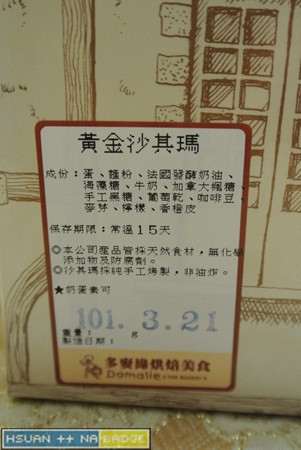 黃金沙其瑪
成份：蛋、麵粉、法國發酵奶油、
海藻糖、牛奶、加拿大楓糖、
手工黑糖、葡萄乾、咖啡豆、
麥芽、檸檬、香橙皮
保存期限：常溫15天
◎本公司產品皆採天然食材，無化學
添加物及防腐劑。
◎沙其瑪採純手工烤製，非油炸。
★奶蛋素可
101. 3.21
重量： g
製造日期：
多麥綠烘焙美食
Domalie
HSUAN ++ NA BADGE